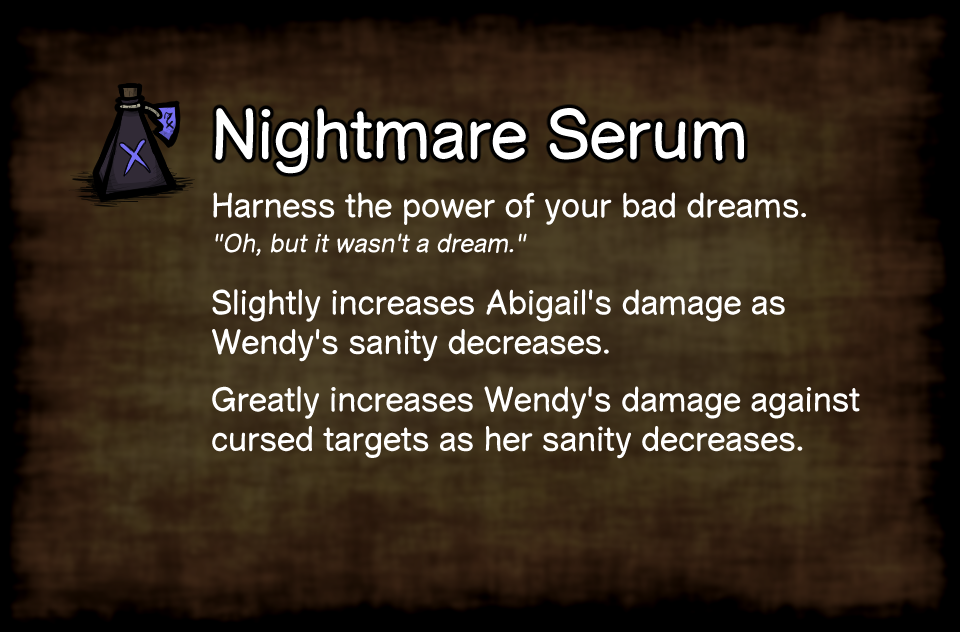 Nightmare Serum
Harness the power of your bad dreams.
"Oh, but it wasn't a dream."
Slightly increases Abigail's damage as
Wendy's sanity decreases.
Greatly increases Wendy's damage against
cursed targets as her sanity decreases.